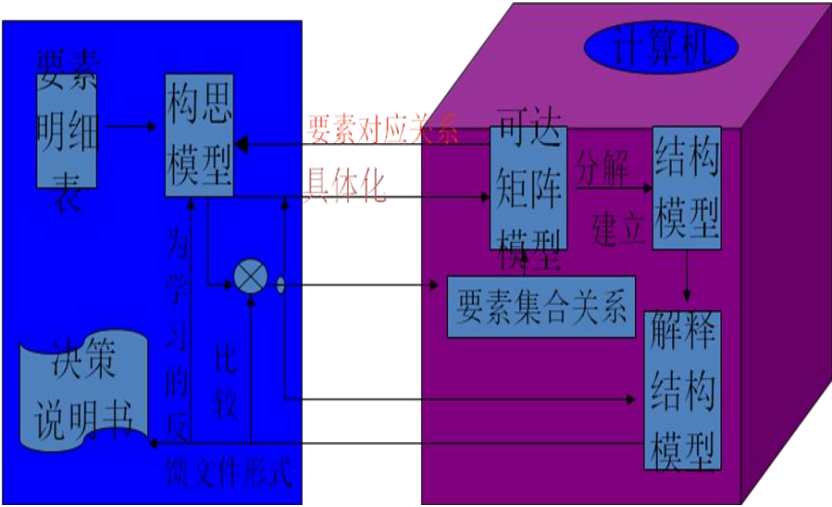 要素
明细
表
构思
模型
为
学
习
的
反
馈文件形式
比
较
决策
说明书
要素对应关系
具体化
计算机
可达
矩阵
模型
分解
建立
结构
模型
要素集合关系
解释
结构
模型